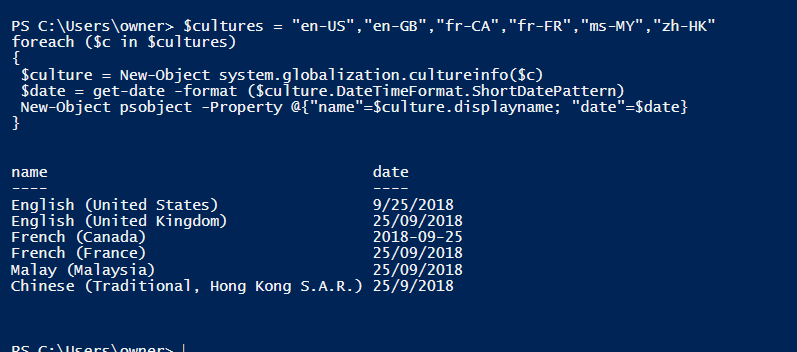 PS C:\Users\owner> $cultures = "en-US","en-GB","fr-CA","fr-FR","ms-MY","zh-HK"
foreach ($c in $cultures)
{
 $culture = New-Object system.globalization.cultureinfo($c)
 $date = get-date -format ($culture.DateTimeFormat.ShortDatePattern)
 New-Object psobject -Property @{"name"=$culture.displayname; "date"=$date}
}
name date
---- ----
English (United States) 9/25/2018
English (United Kingdom) 25/09/2018
French (Canada) 2018-09-25
French (France) 25/09/2018
Malay (Malaysia) 25/09/2018
Chinese (Traditional, Hong Kong S.A.R.) 25/9/2018
PS C:\Users\owner>